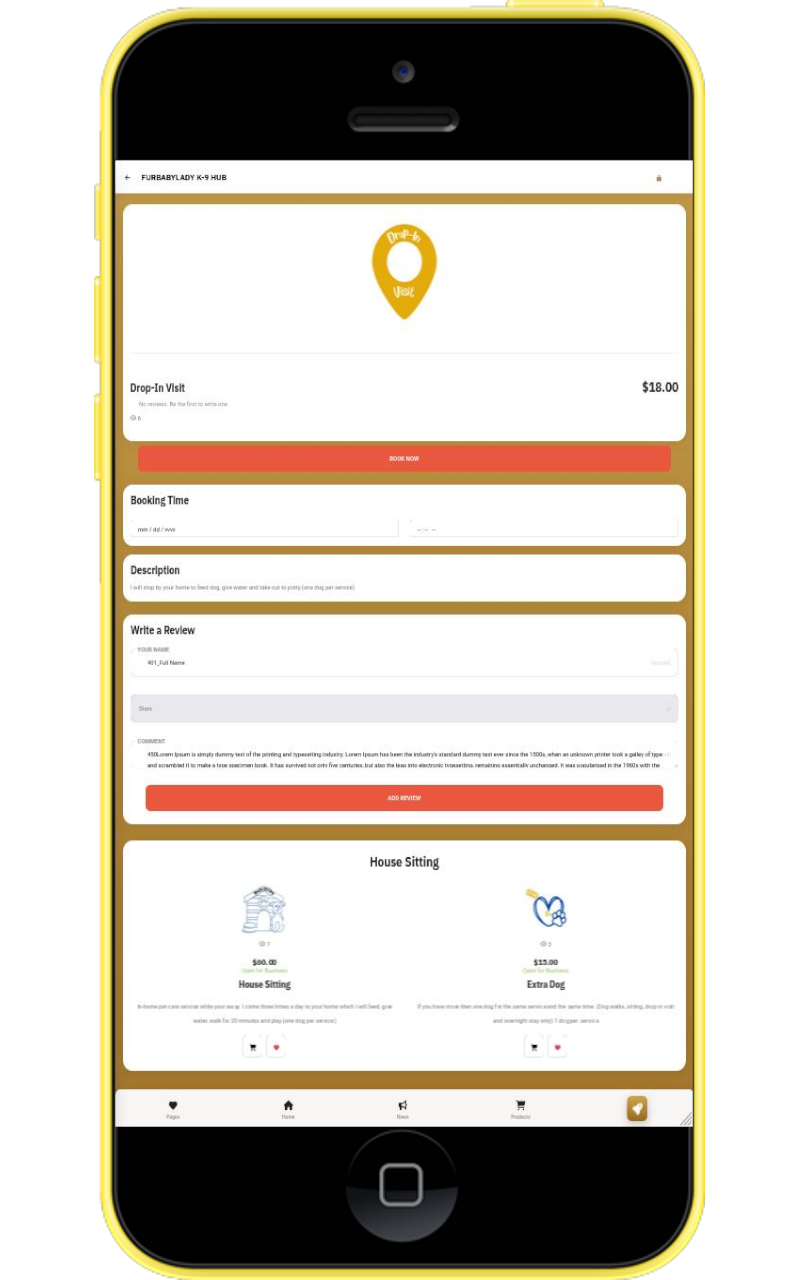 FURBABYLADY K-9 HUB
Drop-In
Visit
Drop-In Visit
$18.00
No reviews. Be the first to write one.
6
BOOK NOW
Booking Time
mm / dd / yyyy
--:-- --
Description
I will stop by your home to feed dog, give water and take out to potty (one dog per service)
Write a Review
YOUR NAME
401_Full Name
Stars
COMMENT
450Lorem Ipsum is simply dummy text of the printing and typesetting industry. Lorem Ipsum has been the industry's standard dummy text ever since the 1500s, when an unknown printer took a galley of type
and scrambled it to make a type specimen book. It has survived not only five centuries, but also the leap into electronic typesetting, remaining essentially unchanged. It was popularised in the 1960s with the
ADD REVIEW
House Sitting
7
$60.00
Open for Business
House Sitting
In-home pet care service while your away. I come three times a day to your home which I will feed, give
water, walk for 20 minutes and play (one dog per service)
3
$15.00
Open for Business
Extra Dog
If you have more then one dog for the same service and the same time. (Dog walks, sitting, drop in visit
and overnight stay only) 1 dog per service
Pages
Home
News
Products